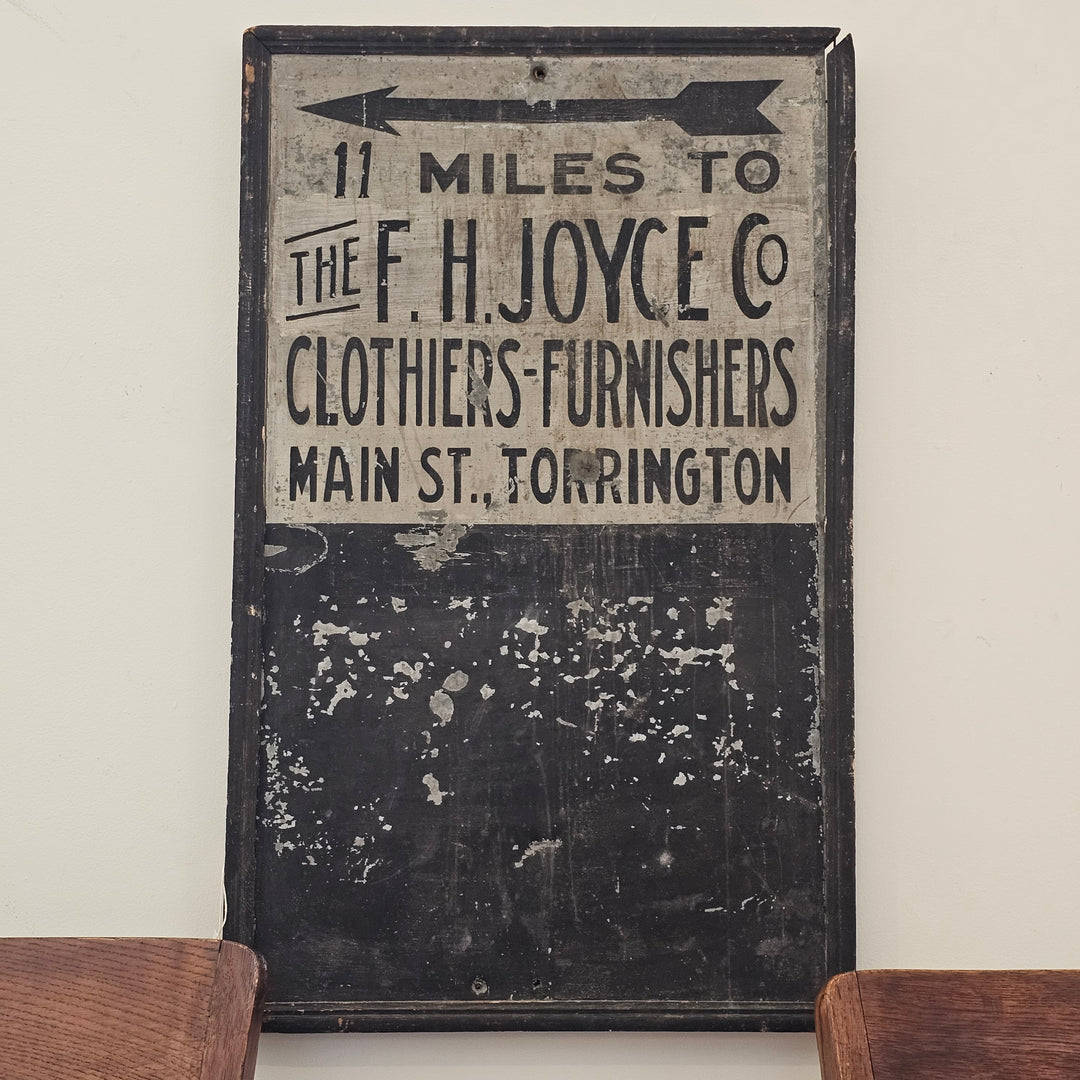 11 MILES TO
THE F. H. JOYCE CO
CLOTHIERS-FURNISHERS
MAIN ST., TORRINGTON